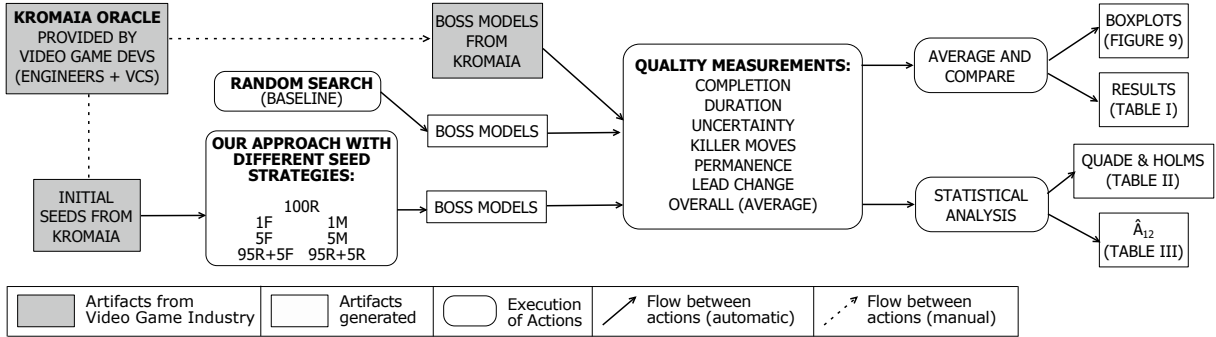 KROMAIA ORACLE
PROVIDED BY
VIDEO GAME DEVS
(ENGINEERS + VCS)
INITIAL
SEEDS FROM
KROMAIA
RANDOM SEARCH
(BASELINE)
OUR APPROACH WITH
DIFFERENT SEED
STRATEGIES:
100R
1F 1M
5F 5M
95R+5F 95R+5R
BOSS MODELS
FROM
KROMAIA
BOSS MODELS
BOSS MODELS
QUALITY MEASUREMENTS:
COMPLETION
DURATION
UNCERTAINTY
KILLER MOVES
PERMANENCE
LEAD CHANGE
OVERALL (AVERAGE)
AVERAGE AND
COMPARE
STATISTICAL
ANALYSIS
BOXPLOTS
(FIGURE 9)
RESULTS
(TABLE I)
QUADE & HOLMS
(TABLE II)
Â12
(TABLE III)
Artifacts from
Video Game Industry
Artifacts
generated
Execution
of Actions
Flow between
actions (automatic)
Flow between
actions (manual)